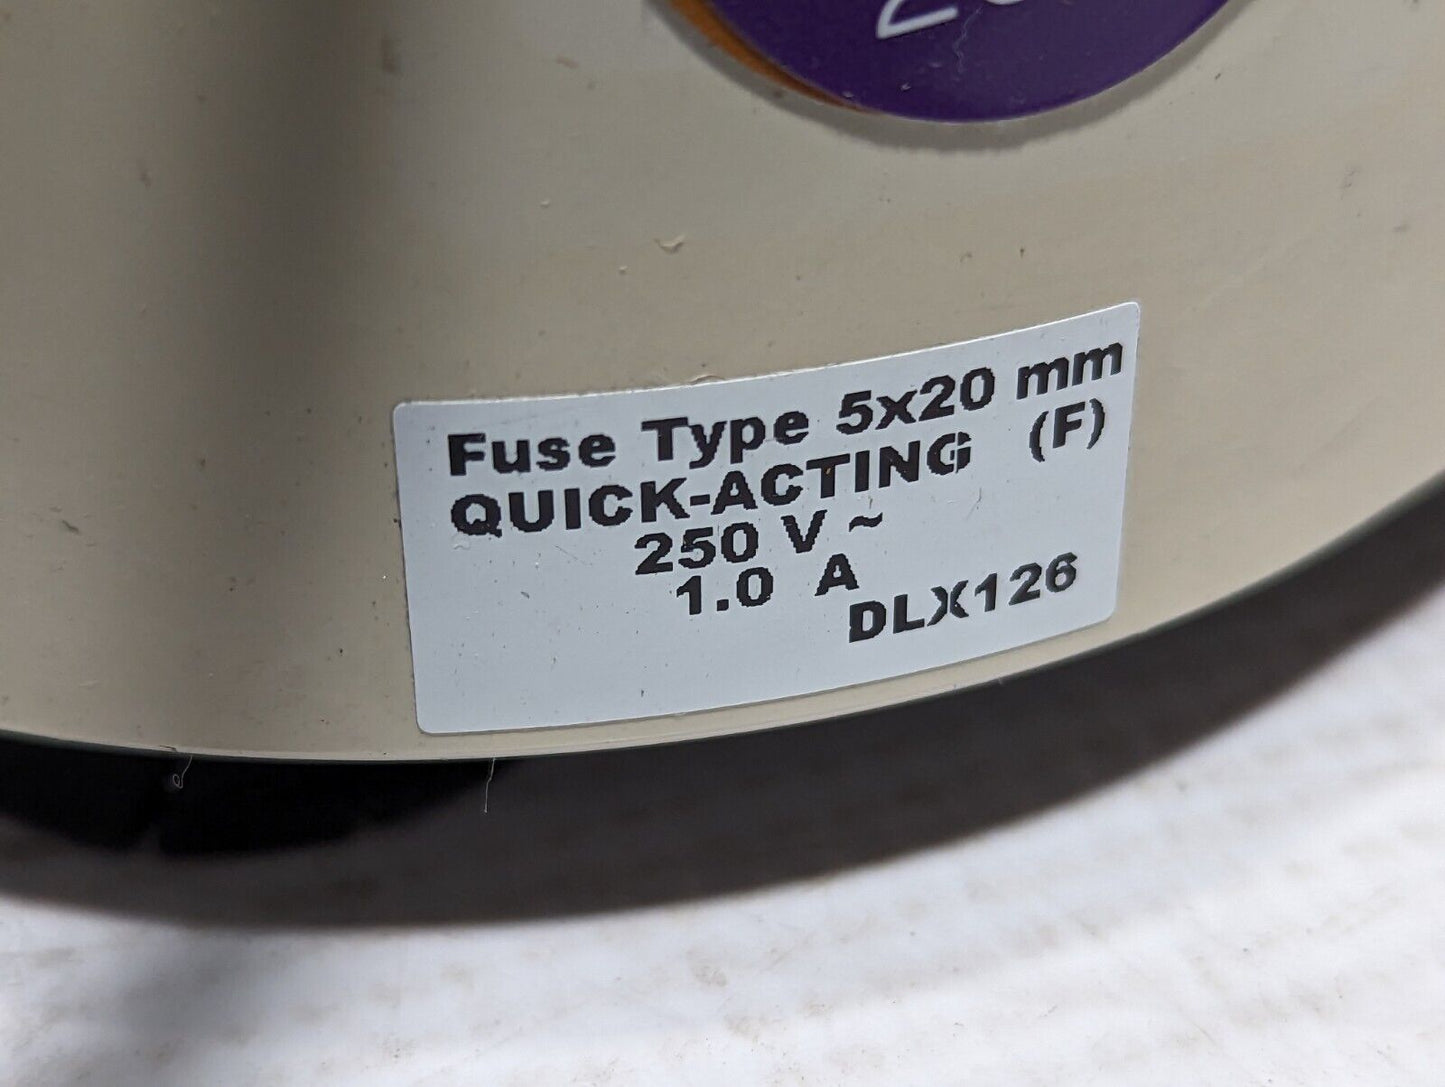 Fuse Type 5x20 mm
QUICK-ACTING (F)
250 V ~
1.0 A
DLX126